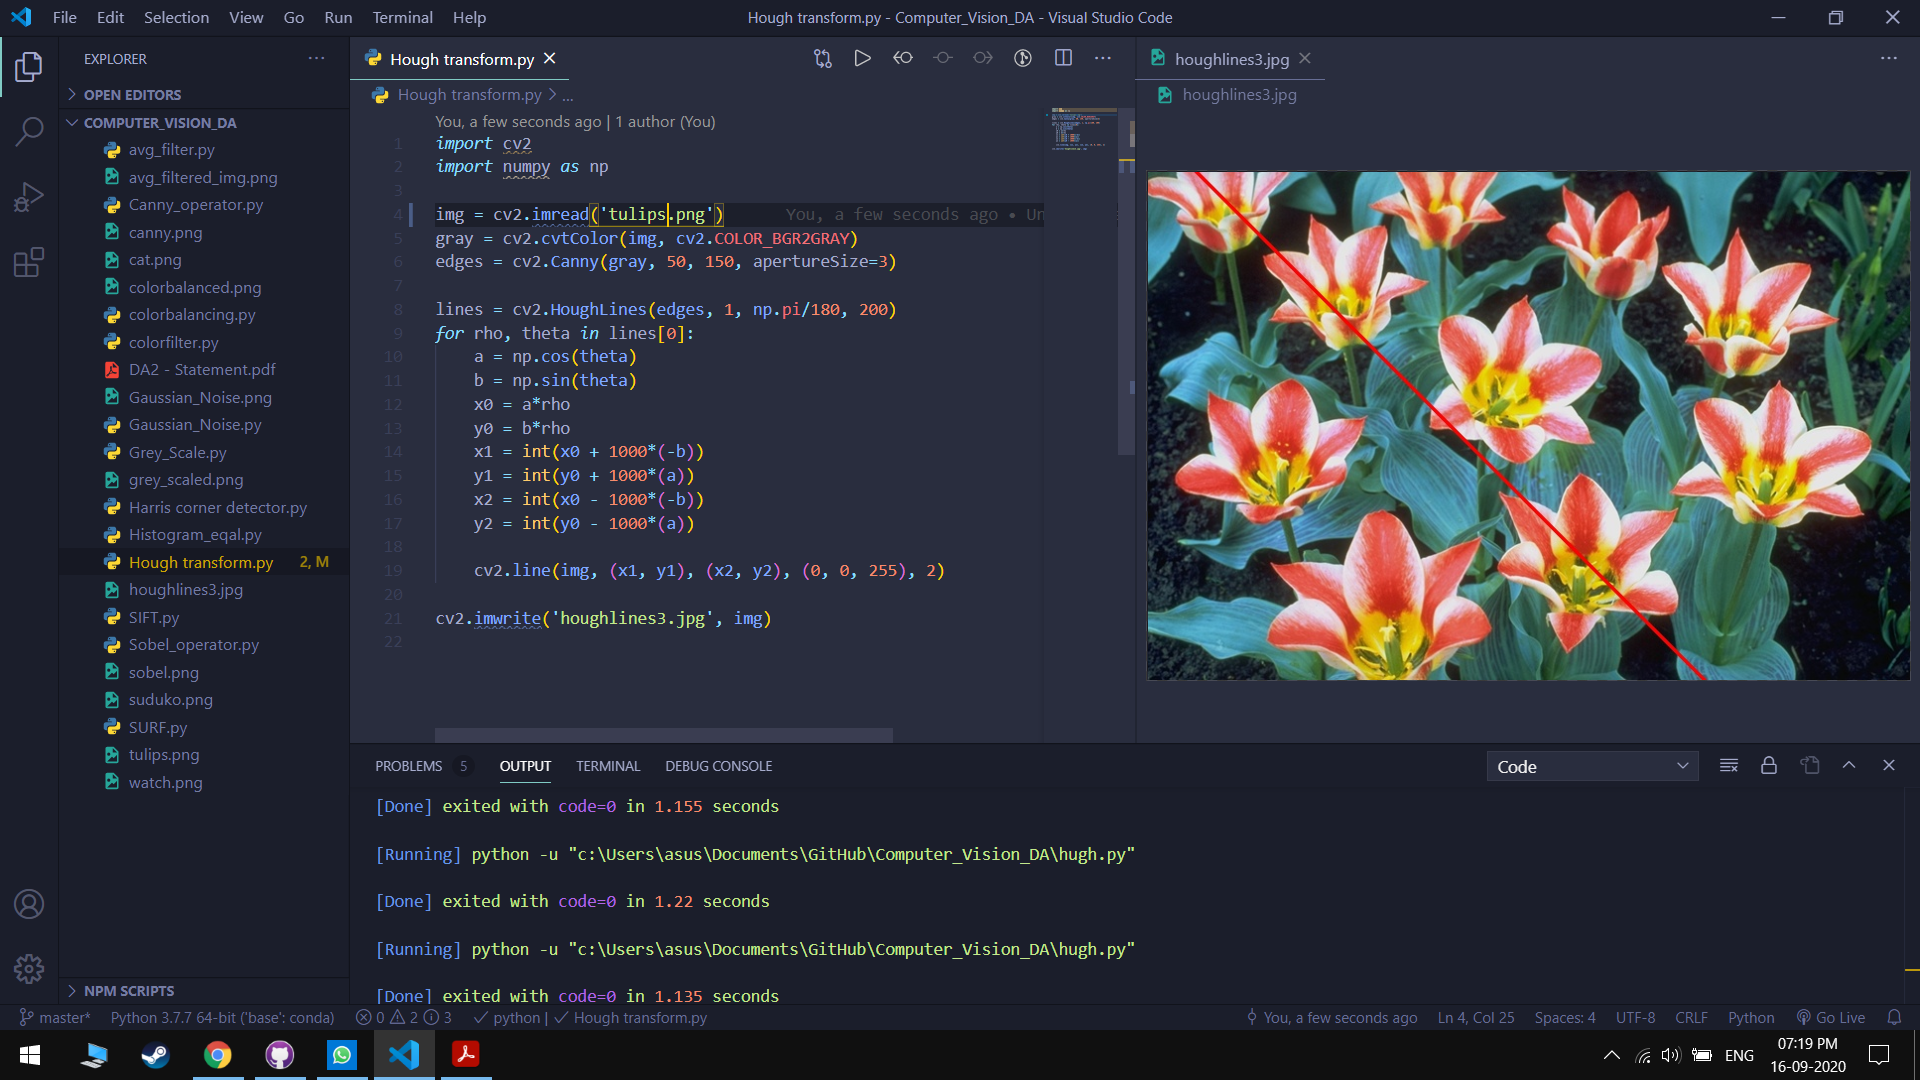 File Edit Selection View Go Run Terminal Help
Hough transform.py - Computer_Vision_DA - Visual Studio Code
EXPLORER
OPEN EDITORS
COMPUTER_VISION_DA
avg_filter.py
avg_filtered_img.png
Canny_operator.py
canny.png
cat.png
colorbalanced.png
colorbalancing.py
colorfilter.py
DA2 - Statement.pdf
Gaussian_Noise.png
Gaussian_Noise.py
Grey_Scale.py
grey_scaled.png
Harris corner detector.py
Histogram_eqal.py
Hough transform.py 2, M
houghlines3.jpg
SIFT.py
Sobel_operator.py
sobel.png
suduko.png
SURF.py
tulips.png
watch.png
NPM SCRIPTS
Hough transform.py
Hough transform.py > ...
You, a few seconds ago | 1 author (You)
1 import cv2
2 import numpy as np
3
4 img = cv2.imread('tulips.png') You, a few seconds ago • Un
5 gray = cv2.cvtColor(img, cv2.COLOR_BGR2GRAY)
6 edges = cv2.Canny(gray, 50, 150, apertureSize=3)
7
8 lines = cv2.HoughLines(edges, 1, np.pi/180, 200)
9 for rho, theta in lines[0]:
10 a = np.cos(theta)
11 b = np.sin(theta)
12 x0 = a*rho
13 y0 = b*rho
14 x1 = int(x0 + 1000*(-b))
15 y1 = int(y0 + 1000*(a))
16 x2 = int(x0 - 1000*(-b))
17 y2 = int(y0 - 1000*(a))
18
19 cv2.line(img, (x1, y1), (x2, y2), (0, 0, 255), 2)
20
21 cv2.imwrite('houghlines3.jpg', img)
22
houghlines3.jpg
houghlines3.jpg
PROBLEMS 5 OUTPUT TERMINAL DEBUG CONSOLE
Code
[Done] exited with code=0 in 1.155 seconds
[Running] python -u "c:\Users\asus\Documents\GitHub\Computer_Vision_DA\hugh.py"
[Done] exited with code=0 in 1.22 seconds
[Running] python -u "c:\Users\asus\Documents\GitHub\Computer_Vision_DA\hugh.py"
[Done] exited with code=0 in 1.135 seconds
master* Python 3.7.7 64-bit ('base': conda) 0 2 3 python | Hough transform.py
You, a few seconds ago Ln 4, Col 25 Spaces: 4 UTF-8 CRLF Python Go Live
ENG
07:19 PM
16-09-2020